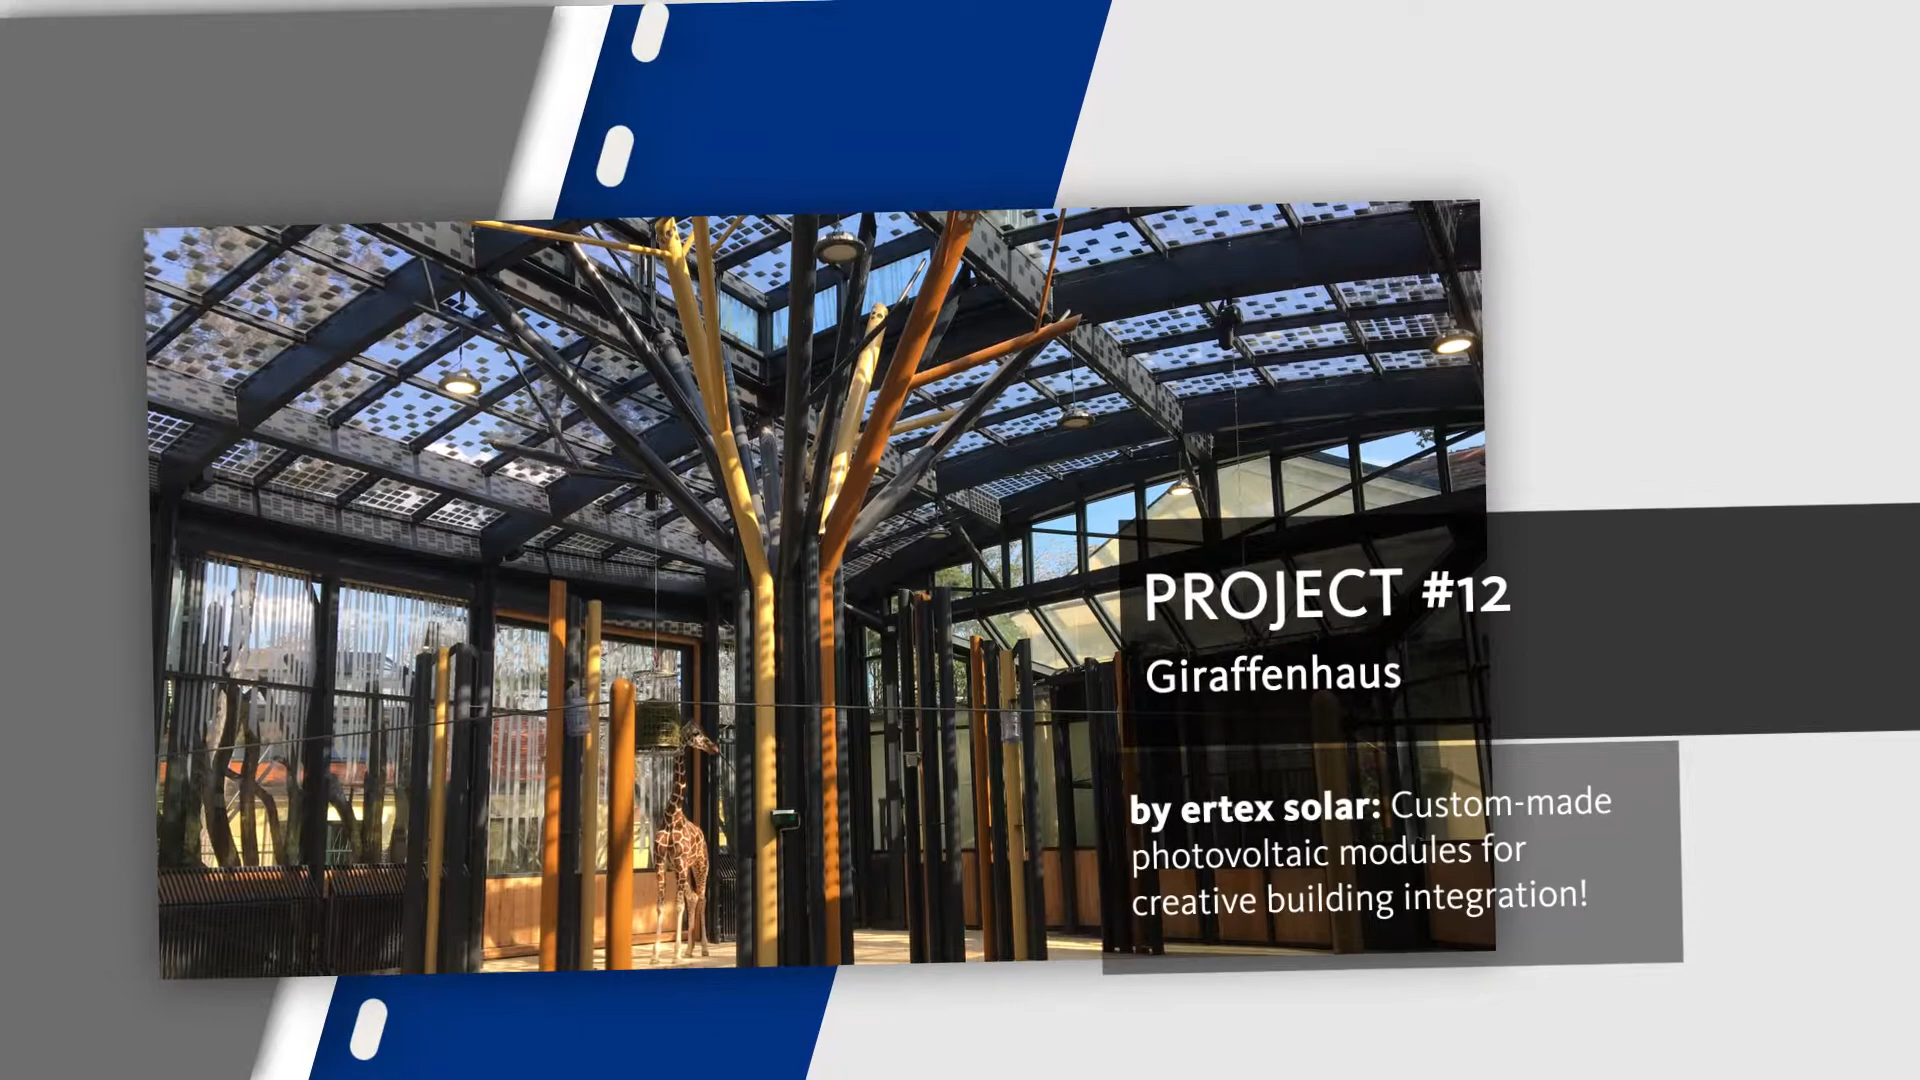 PROJECT #12
Giraffenhaus
by ertex solar: Custom-made
photovoltaic modules for
creative building integration!